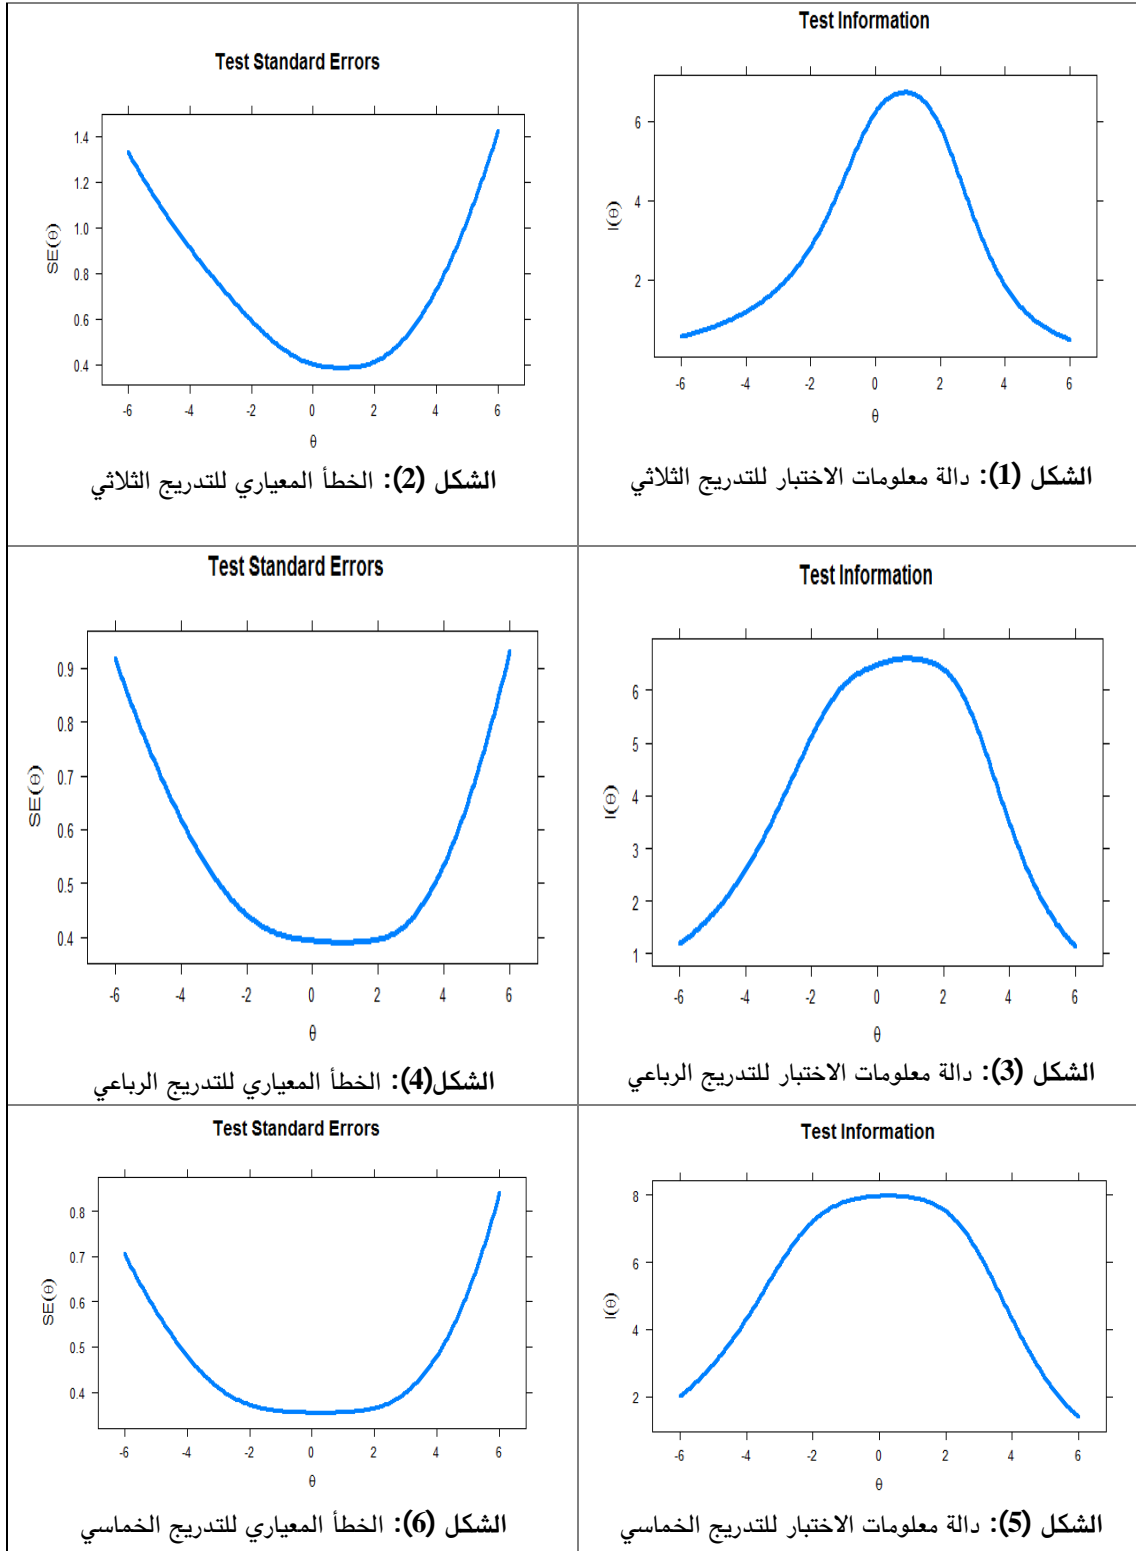 Test Information
I(θ)
6
4
2
-6 -4 -2 0 2 4 6
θ
الشكل (1): دالة معلومات الاختبار للتدريج الثلاثي
Test Standard Errors
SE(θ)
1.4
1.2
1.0
0.8
0.6
0.4
-6 -4 -2 0 2 4 6
θ
الشكل (2): الخطأ المعياري للتدريج الثلاثي
Test Information
I(θ)
6
5
4
3
2
1
-6 -4 -2 0 2 4 6
θ
الشكل (3): دالة معلومات الاختبار للتدريج الرباعي
Test Standard Errors
SE(θ)
0.9
0.8
0.7
0.6
0.5
0.4
-6 -4 -2 0 2 4 6
θ
الشكل(4): الخطأ المعياري للتدريج الرباعي
Test Information
I(θ)
8
6
4
2
-6 -4 -2 0 2 4 6
θ
الشكل (5): دالة معلومات الاختبار للتدريج الخماسي
Test Standard Errors
SE(θ)
0.8
0.7
0.6
0.5
0.4
-6 -4 -2 0 2 4 6
θ
الشكل (6): الخطأ المعياري للتدريج الخماسي